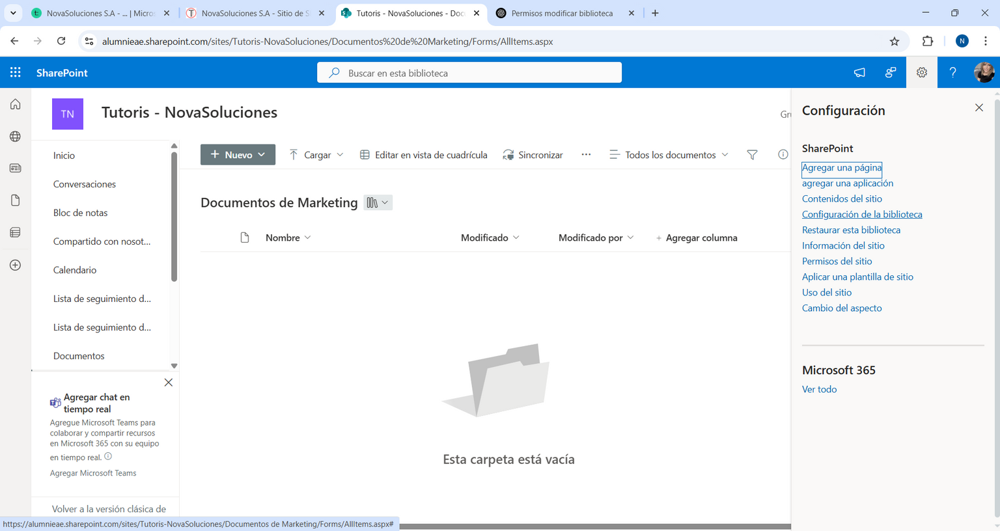 NovaSoluciones S.A - ... | Micros
NovaSoluciones S.A - Sitio de S
Tutoris - NovaSoluciones - Doc
Permisos modificar biblioteca
alumnieae.sharepoint.com/sites/Tutoris-NovaSoluciones/Documentos%20de%20Marketing/Forms/AllItems.aspx
N
SharePoint
Buscar en esta biblioteca
?
TN
Tutoris - NovaSoluciones
Gru
Inicio
Conversaciones
Bloc de notas
Compartido con nosot...
Calendario
Lista de seguimiento d...
Lista de seguimiento d...
Documentos
Agregar chat en
tiempo real
Agregue Microsoft Teams para
colaborar y compartir recursos
en Microsoft 365 con su equipo
en tiempo real.
Agregar Microsoft Teams
Volver a la versión clásica de
+ Nuevo
Cargar
Editar en vista de cuadrícula
Sincronizar
...
Todos los documentos
Documentos de Marketing
Nombre
Modificado
Modificado por
+ Agregar columna
Esta carpeta está vacía
Configuración
SharePoint
Agregar una página
agregar una aplicación
Contenidos del sitio
Configuración de la biblioteca
Restaurar esta biblioteca
Información del sitio
Permisos del sitio
Aplicar una plantilla de sitio
Uso del sitio
Cambio del aspecto
Microsoft 365
Ver todo
https://alumnieae.sharepoint.com/sites/Tutoris-NovaSoluciones/Documentos de Marketing/Forms/AllItems.aspx#